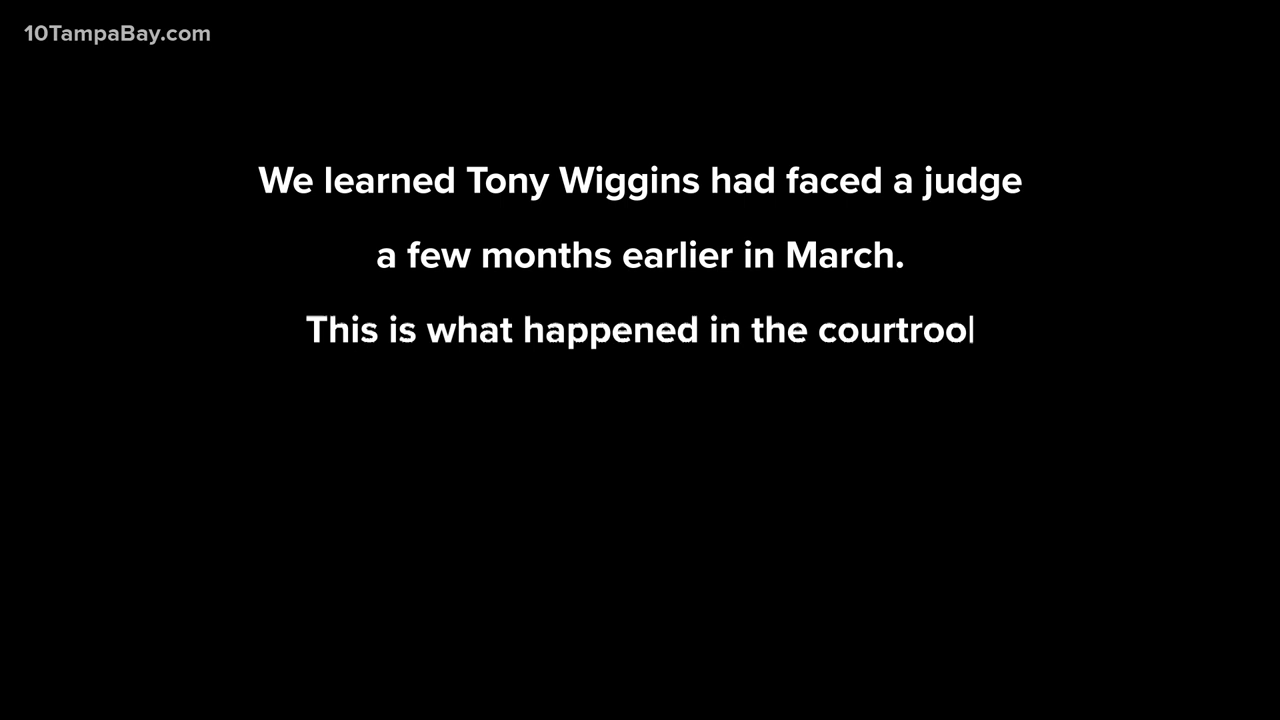 10TampaBay.com
We learned Tony Wiggins had faced a judge
a few months earlier in March.
This is what happened in the courtroo